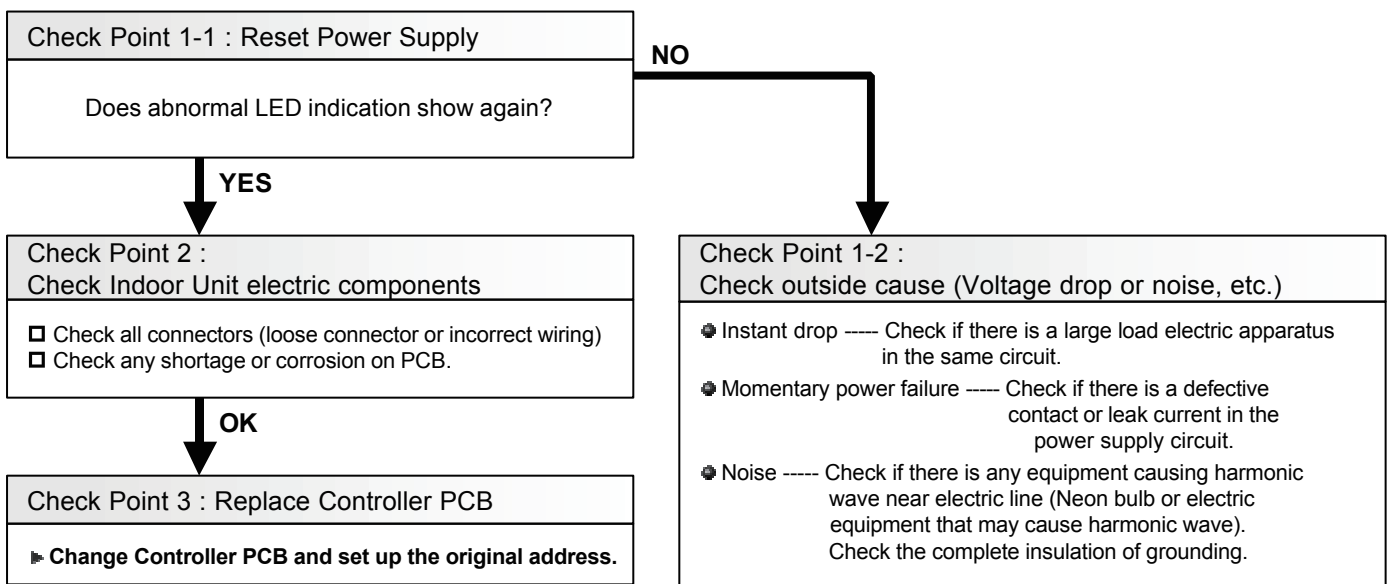 Check Point 1-1 : Reset Power Supply
Does abnormal LED indication show again?
NO
YES
Check Point 2 :
Check Indoor Unit electric components
Check all connectors (loose connector or incorrect wiring)
Check any shortage or corrosion on PCB.
OK
Check Point 3 : Replace Controller PCB
Change Controller PCB and set up the original address.
Check Point 1-2 :
Check outside cause (Voltage drop or noise, etc.)
Instant drop ----- Check if there is a large load electric apparatus
in the same circuit.
Momentary power failure ----- Check if there is a defective
contact or leak current in the
power supply circuit.
Noise ----- Check if there is any equipment causing harmonic
wave near electric line (Neon bulb or electric
equipment that may cause harmonic wave).
Check the complete insulation of grounding.